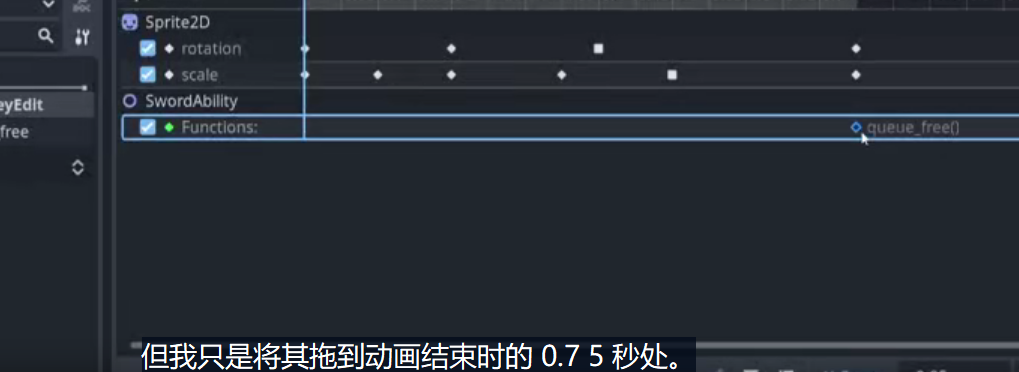 Sprite2D
rotation
scale
eyEdit
SwordAbility
free
Functions:
queue_free()
但我只是将其拖到动画结束时的 0.7 5 秒处。